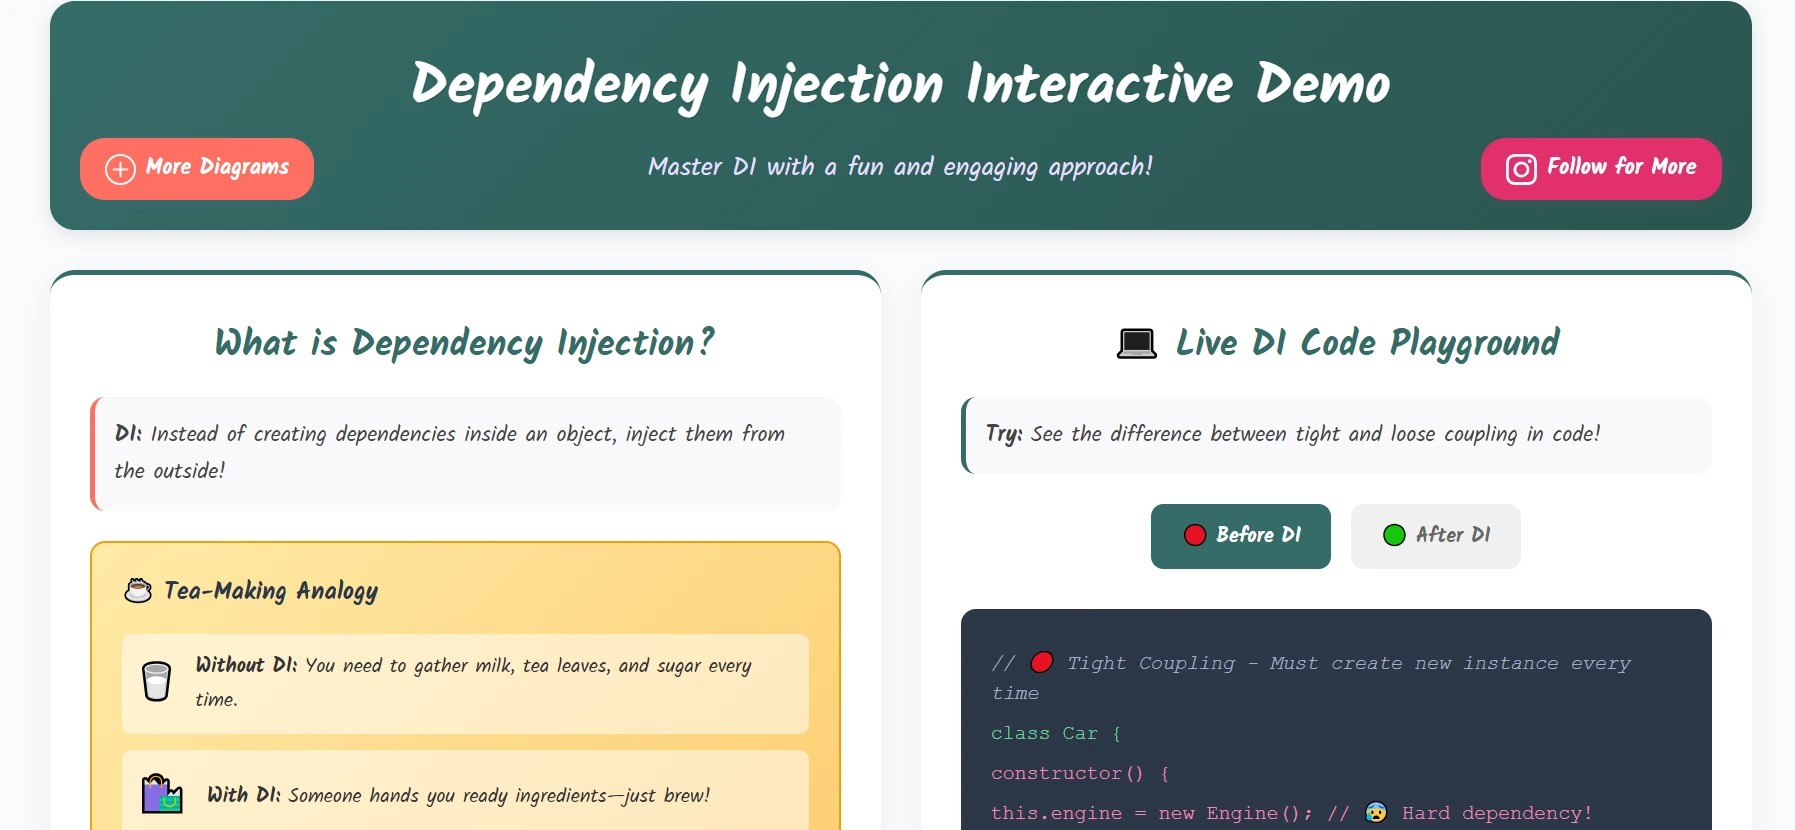 Dependency Injection Interactive Demo
More Diagrams
Master DI with a fun and engaging approach!
Follow for More
What is Dependency Injection?
DI: Instead of creating dependencies inside an object, inject them from
the outside!
Tea-Making Analogy
Without DI: You need to gather milk, tea leaves, and sugar every
time.
With DI: Someone hands you ready ingredients—just brew!
Live DI Code Playground
Try: See the difference between tight and loose coupling in code!
Before DI
After DI
// 🔴 Tight Coupling - Must create new instance every
time
class Car {
constructor() {
this.engine = new Engine(); // 😰 Hard dependency!